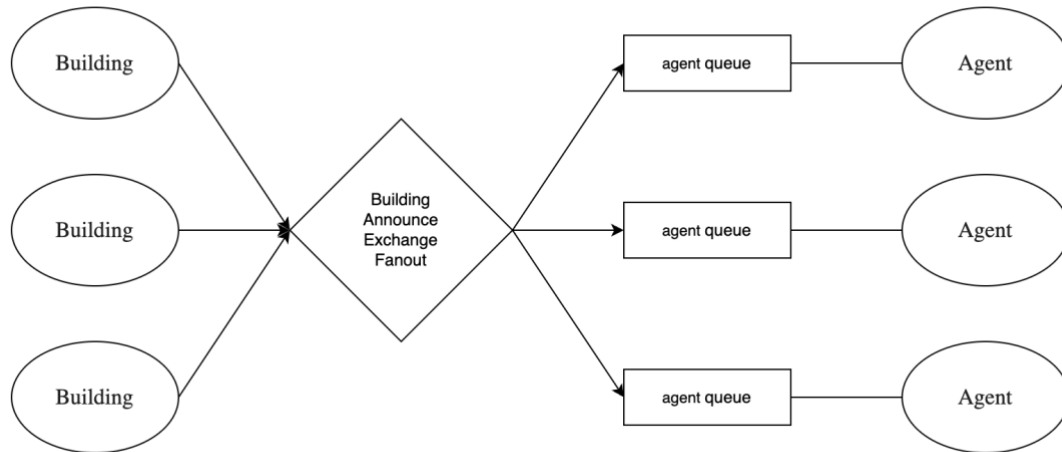 Building
agent queue
Agent
Building
Building
Announce
Exchange
Fanout
agent queue
Agent
Building
agent queue
Agent